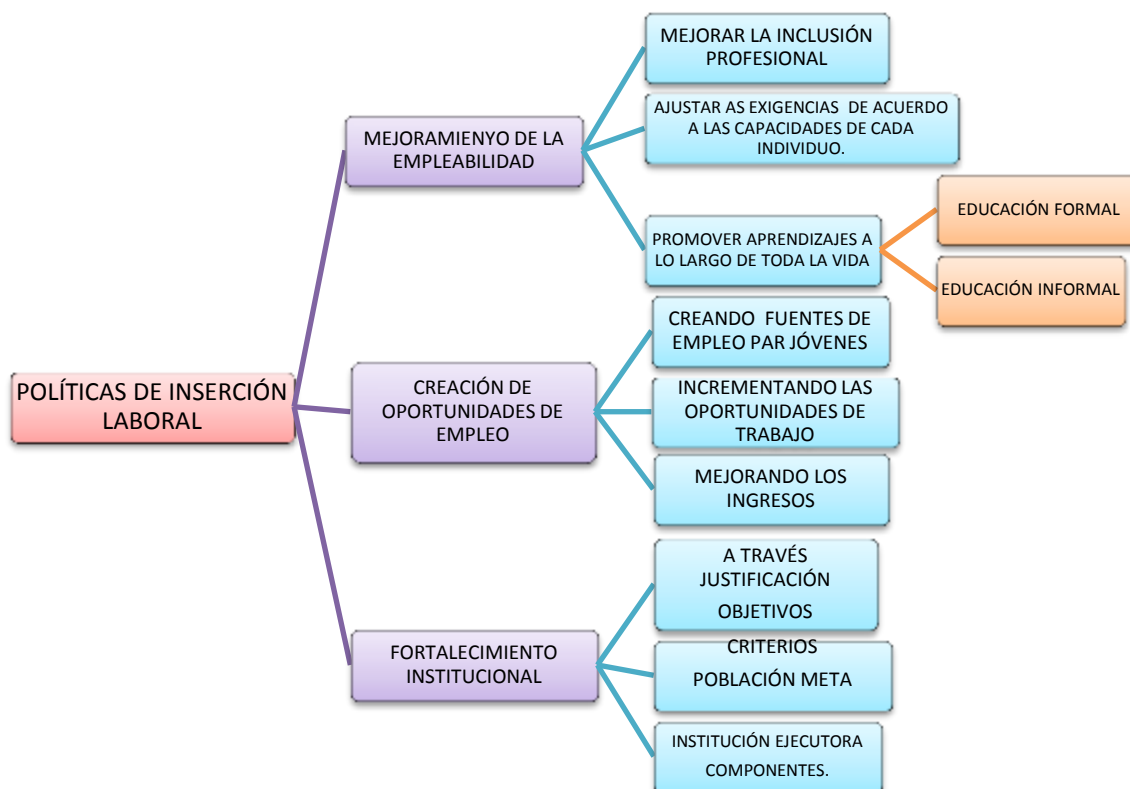 POLÍTICAS DE INSERCIÓN
LABORAL
MEJORAMIENYO DE LA
EMPLEABILIDAD
MEJORAR LA INCLUSIÓN
PROFESIONAL
AJUSTAR AS EXIGENCIAS DE ACUERDO
A LAS CAPACIDADES DE CADA
INDIVIDUO.
PROMOVER APRENDIZAJES A
LO LARGO DE TODA LA VIDA
EDUCACIÓN FORMAL
EDUCACIÓN INFORMAL
CREACIÓN DE
OPORTUNIDADES DE
EMPLEO
CREANDO FUENTES DE
EMPLEO PAR JÓVENES
INCREMENTANDO LAS
OPORTUNIDADES DE
TRABAJO
MEJORANDO LOS
INGRESOS
FORTALECIMIENTO
INSTITUCIONAL
A TRAVÉS
JUSTIFICACIÓN
OBJETIVOS
CRITERIOS
POBLACIÓN META
INSTITUCIÓN EJECUTORA
COMPONENTES.